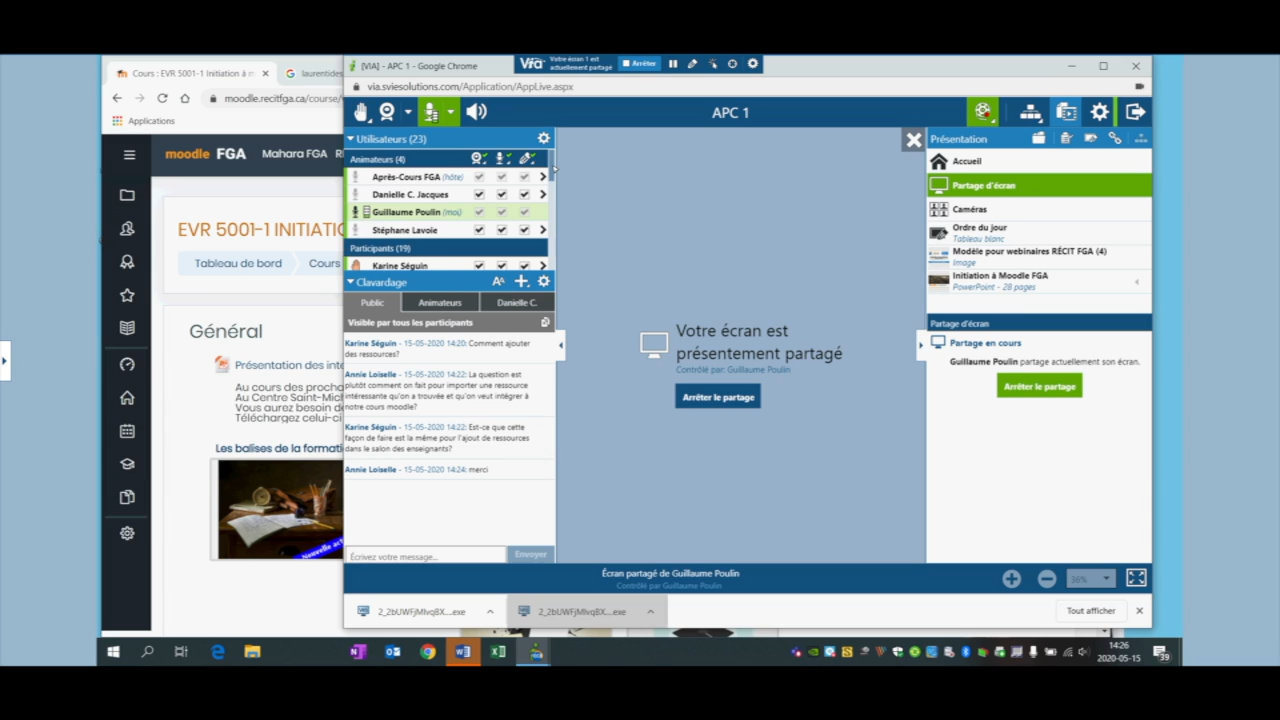 Cours : EVR 5001-1 Initiation à m
laurentides
moodle.recitfga.ca/course/
Applications
moodle FGA
Mahara FGA
EVR 5001-1 INITIATIO
Tableau de bord
Cours
Général
Présentation des inte
Au cours des procha
Au Centre Saint-Mich
Vous aurez besoin d
Téléchargez celui-ci
Les balises de la formati
Nouvelle act
[VIA] - APC 1 - Google Chrome
Via
Votre écran 1 est
actuellement partagé
Arrêter
via.sviesolutions.com/Application/AppLive.aspx
APC 1
Utilisateurs (23)
Animateurs (4)
Après-Cours FGA (hôte)
Danielle C. Jacques
Guillaume Poulin (moi)
Stéphane Lavoie
Participants (19)
Karine Séguin
Clavardage
Public
Animateurs
Danielle C.
Visible par tous les participants
Karine Séguin - 15-05-2020 14:20: Comment ajouter
des ressources?
Annie Loiselle - 15-05-2020 14:22: La question est
plutôt comment on fait pour importer une ressource
intéressante qu'on a trouvée et qu'on veut intégrer à
notre cours moodle?
Karine Séguin - 15-05-2020 14:22: Est-ce que cette
façon de faire est la même pour l'ajout de ressources
dans le salon des enseignants?
Annie Loiselle - 15-05-2020 14:24: merci
Écrivez votre message...
Envoyer
Votre écran est
présentement partagé
Contrôlé par: Guillaume Poulin
Arrêter le partage
Présentation
Accueil
Partage d'écran
Caméras
Ordre du jour
Tableau blanc
Modèle pour webinaires RÉCIT FGA (4)
Image
Initiation à Moodle FGA
PowerPoint - 28 pages
Partage d'écran
Partage en cours
Guillaume Poulin partage actuellement son écran.
Arrêter le partage
Écran partagé de Guillaume Poulin
Contrôlé par Guillaume Poulin
36%
2_2bUWFjMIvqBX....exe
2_2bUWFjMIvqBX....exe
Tout afficher
14:26
2020-05-15
39